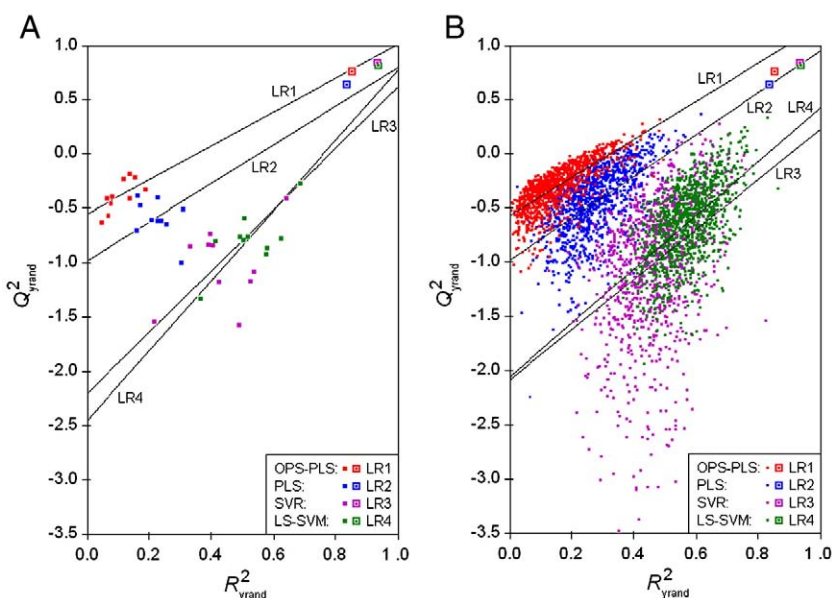 A
B
1.0
0.5
0.0
-0.5
-1.0
-1.5
-2.0
-2.5
-3.0
-3.5
Q²yrand
LR1
LR2
LR3
LR4
OPS-PLS: LR1
PLS: LR2
SVR: LR3
LS-SVM: LR4
0.0 0.2 0.4 0.6 0.8 1.0
R²yrand
1.0
0.5
0.0
-0.5
-1.0
-1.5
-2.0
-2.5
-3.0
-3.5
Q²yrand
LR1
LR2
LR4
LR3
OPS-PLS: LR1
PLS: LR2
SVR: LR3
LS-SVM: LR4
0.0 0.2 0.4 0.6 0.8 1.0
R²yrand